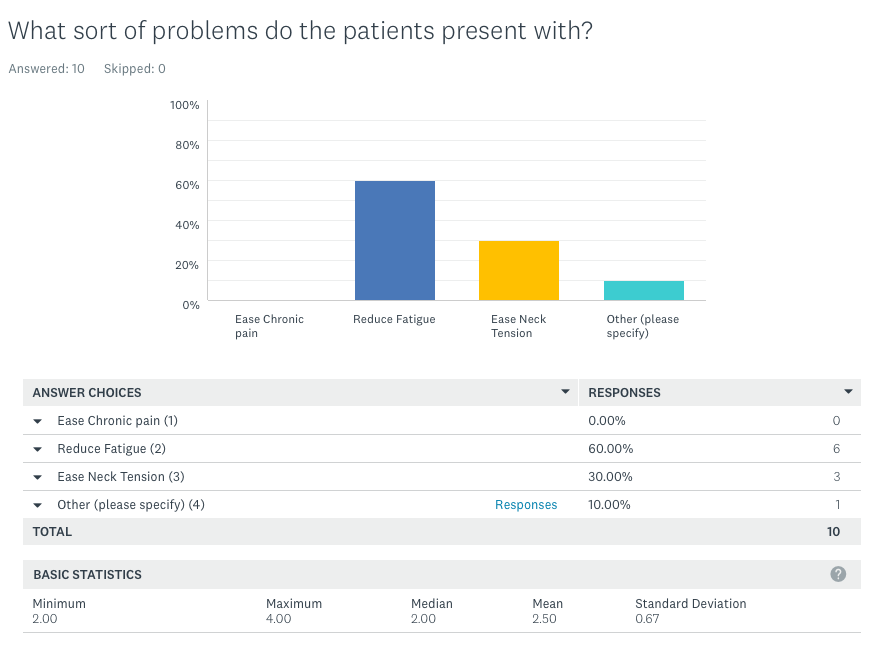 What sort of problems do the patients present with?
Answered: 10 Skipped: 0
100%
80%
60%
40%
20%
0%
Ease Chronic
pain
Reduce Fatigue
Ease Neck
Tension
Other (please
specify)
ANSWER CHOICES RESPONSES
Ease Chronic pain (1) 0.00% 0
Reduce Fatigue (2) 60.00% 6
Ease Neck Tension (3) 30.00% 3
Other (please specify) (4) Responses 10.00% 1
TOTAL 10
BASIC STATISTICS ?
Minimum Maximum Median Mean Standard Deviation
2.00 4.00 2.00 2.50 0.67